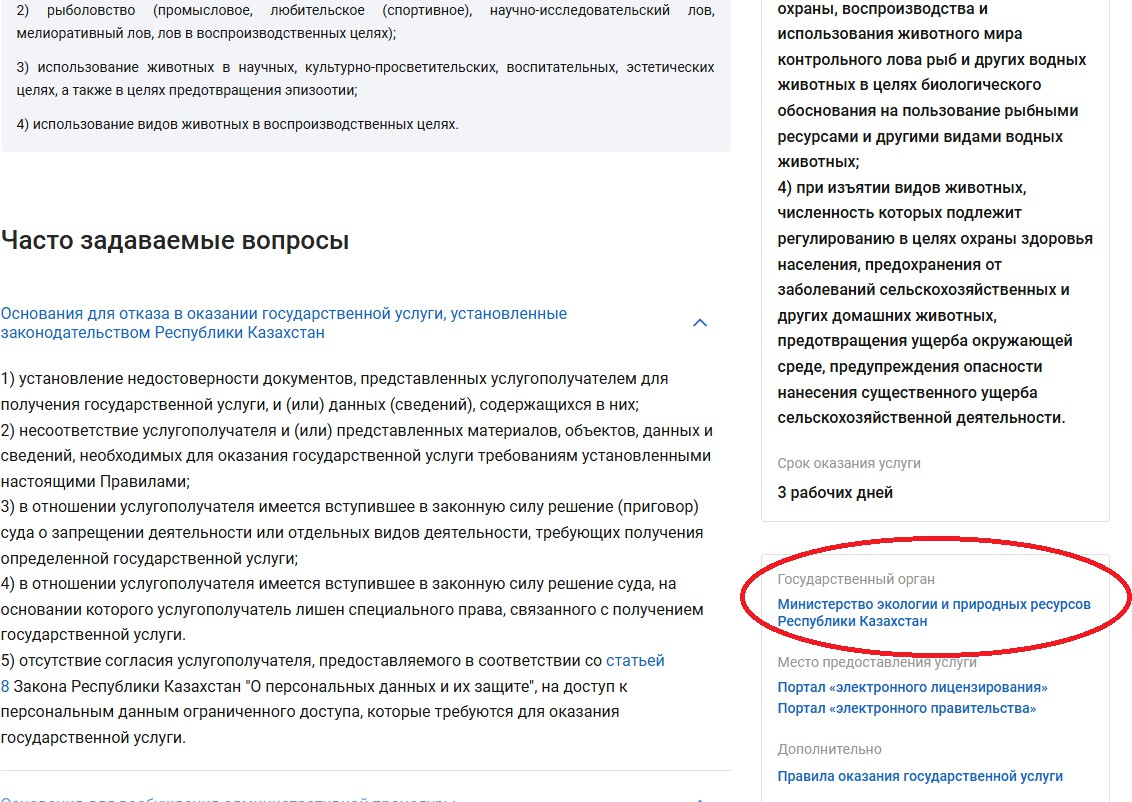 2) рыболовство (промысловое, любительское (спортивное), научно-исследовательский лов,
мелиоративный лов, лов в воспроизводственных целях);
3) использование животных в научных, культурно-просветительских, воспитательных, эстетических
целях, а также в целях предотвращения эпизоотии;
4) использование видов животных в воспроизводственных целях.
Часто задаваемые вопросы
Основания для отказа в оказании государственной услуги, установленные
законодательством Республики Казахстан
1) установление недостоверности документов, представленных услугополучателем для
получения государственной услуги, и (или) данных (сведений), содержащихся в них;
2) несоответствие услугополучателя и (или) представленных материалов, объектов, данных и
сведений, необходимых для оказания государственной услуги требованиям установленными
настоящими Правилами;
3) в отношении услугополучателя имеется вступившее в законную силу решение (приговор)
суда о запрещении деятельности или отдельных видов деятельности, требующих получения
определенной государственной услуги;
4) в отношении услугополучателя имеется вступившее в законную силу решение суда, на
основании которого услугополучатель лишен специального права, связанного с получением
государственной услуги.
5) отсутствие согласия услугополучателя, предоставляемого в соответствии со статьей
8 Закона Республики Казахстан "О персональных данных и их защите", на доступ к
персональным данным ограниченного доступа, которые требуются для оказания
государственной услуги.
Основания для возбуждения административной процедуры
охраны, воспроизводства и
использования животного мира
контрольного лова рыб и других водных
животных в целях биологического
обоснования на пользование рыбными
ресурсами и другими видами водных
животных;
4) при изъятии видов животных,
численность которых подлежит
регулированию в целях охраны здоровья
населения, предохранения от
заболеваний сельскохозяйственных и
других домашних животных,
предотвращения ущерба окружающей
среде, предупреждения опасности
нанесения существенного ущерба
сельскохозяйственной деятельности.
Срок оказания услуги
3 рабочих дней
Государственный орган
Министерство экологии и природных ресурсов
Республики Казахстан
Место предоставления услуги
Портал «электронного лицензирования»
Портал «электронного правительства»
Дополнительно
Правила оказания государственной услуги